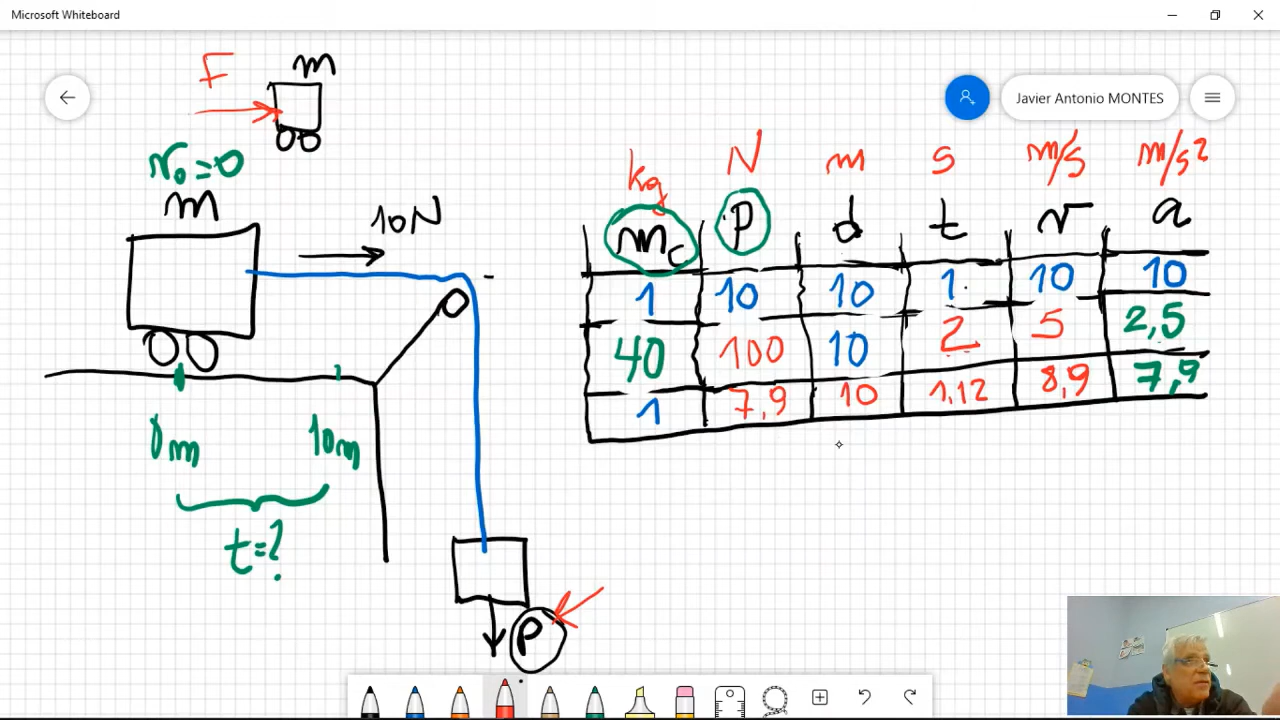 Microsoft Whiteboard
Javier Antonio MONTES
F
m
v₀=0
m
10N
kg N m s m/s m/s²
mc P d t v a
1 10 10 1 10 10
40 100 10 2 5 2,5
1 7,9 10 1,12 8,9 7,9
0m 10m
t=?
P